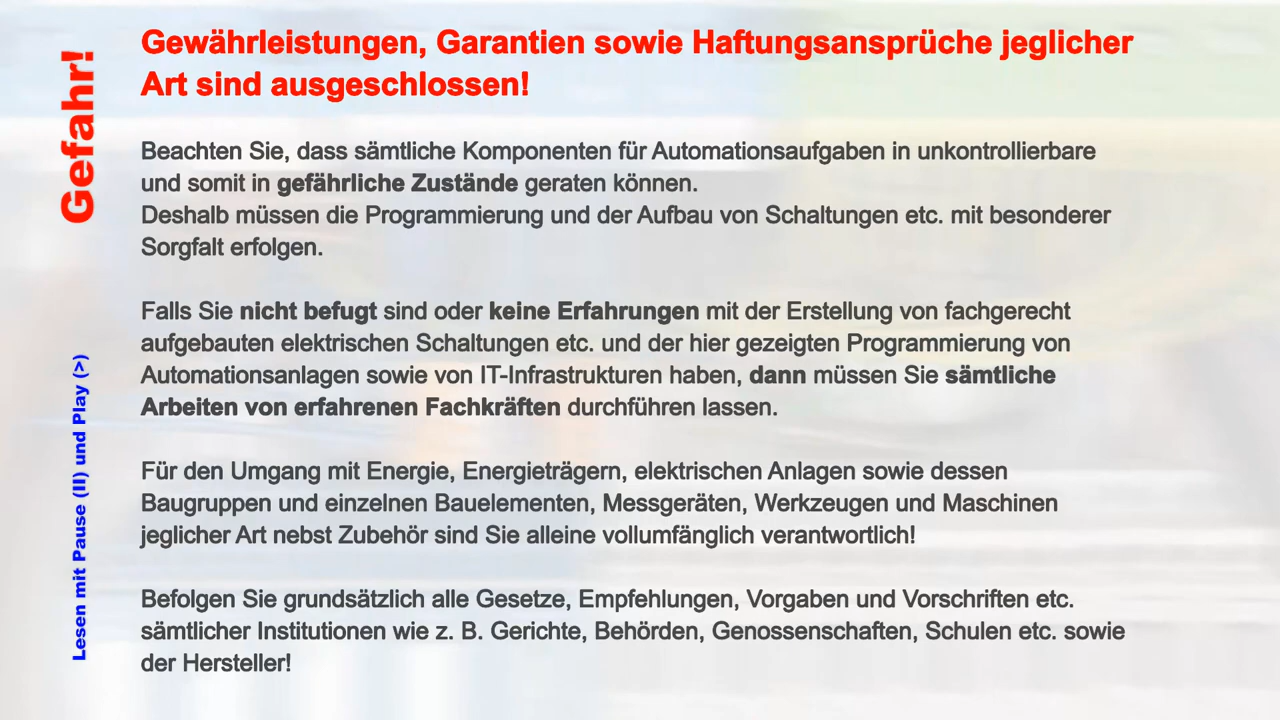 Gefahr!
Lesen mit Pause (II) und Play (>)
Gewährleistungen, Garantien sowie Haftungsansprüche jeglicher
Art sind ausgeschlossen!
Beachten Sie, dass sämtliche Komponenten für Automationsaufgaben in unkontrollierbare
und somit in gefährliche Zustände geraten können.
Deshalb müssen die Programmierung und der Aufbau von Schaltungen etc. mit besonderer
Sorgfalt erfolgen.
Falls Sie nicht befugt sind oder keine Erfahrungen mit der Erstellung von fachgerecht
aufgebauten elektrischen Schaltungen etc. und der hier gezeigten Programmierung von
Automationsanlagen sowie von IT-Infrastrukturen haben, dann müssen Sie sämtliche
Arbeiten von erfahrenen Fachkräften durchführen lassen.
Für den Umgang mit Energie, Energieträgern, elektrischen Anlagen sowie dessen
Baugruppen und einzelnen Bauelementen, Messgeräten, Werkzeugen und Maschinen
jeglicher Art nebst Zubehör sind Sie alleine vollumfänglich verantwortlich!
Befolgen Sie grundsätzlich alle Gesetze, Empfehlungen, Vorgaben und Vorschriften etc.
sämtlicher Institutionen wie z. B. Gerichte, Behörden, Genossenschaften, Schulen etc. sowie
der Hersteller!